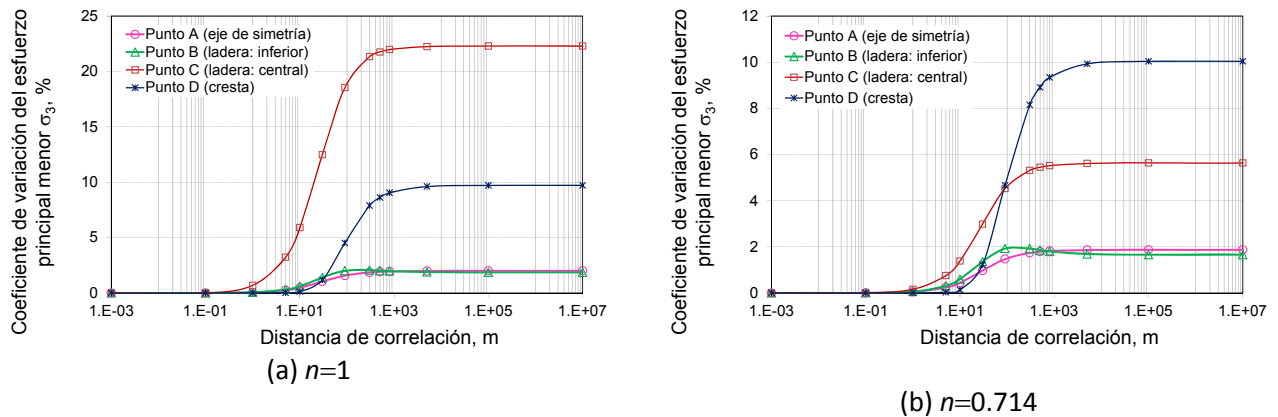 Coeficiente de variación del esfuerzo
principal menor σ3, %
25
20
15
10
5
0
Punto A (eje de simetría)
Punto B (ladera: inferior)
Punto C (ladera: central)
Punto D (cresta)
1.E-03
1.E-01
1.E+01
1.E+03
1.E+05
1.E+07
Distancia de correlación, m
(a) n=1
Coeficiente de variación del esfuerzo
principal menor σ3, %
12
10
8
6
4
2
0
Punto A (eje de simetría)
Punto B (ladera: inferior)
Punto C (ladera: central)
Punto D (cresta)
1.E-03
1.E-01
1.E+01
1.E+03
1.E+05
1.E+07
Distancia de correlación, m
(b) n=0.714